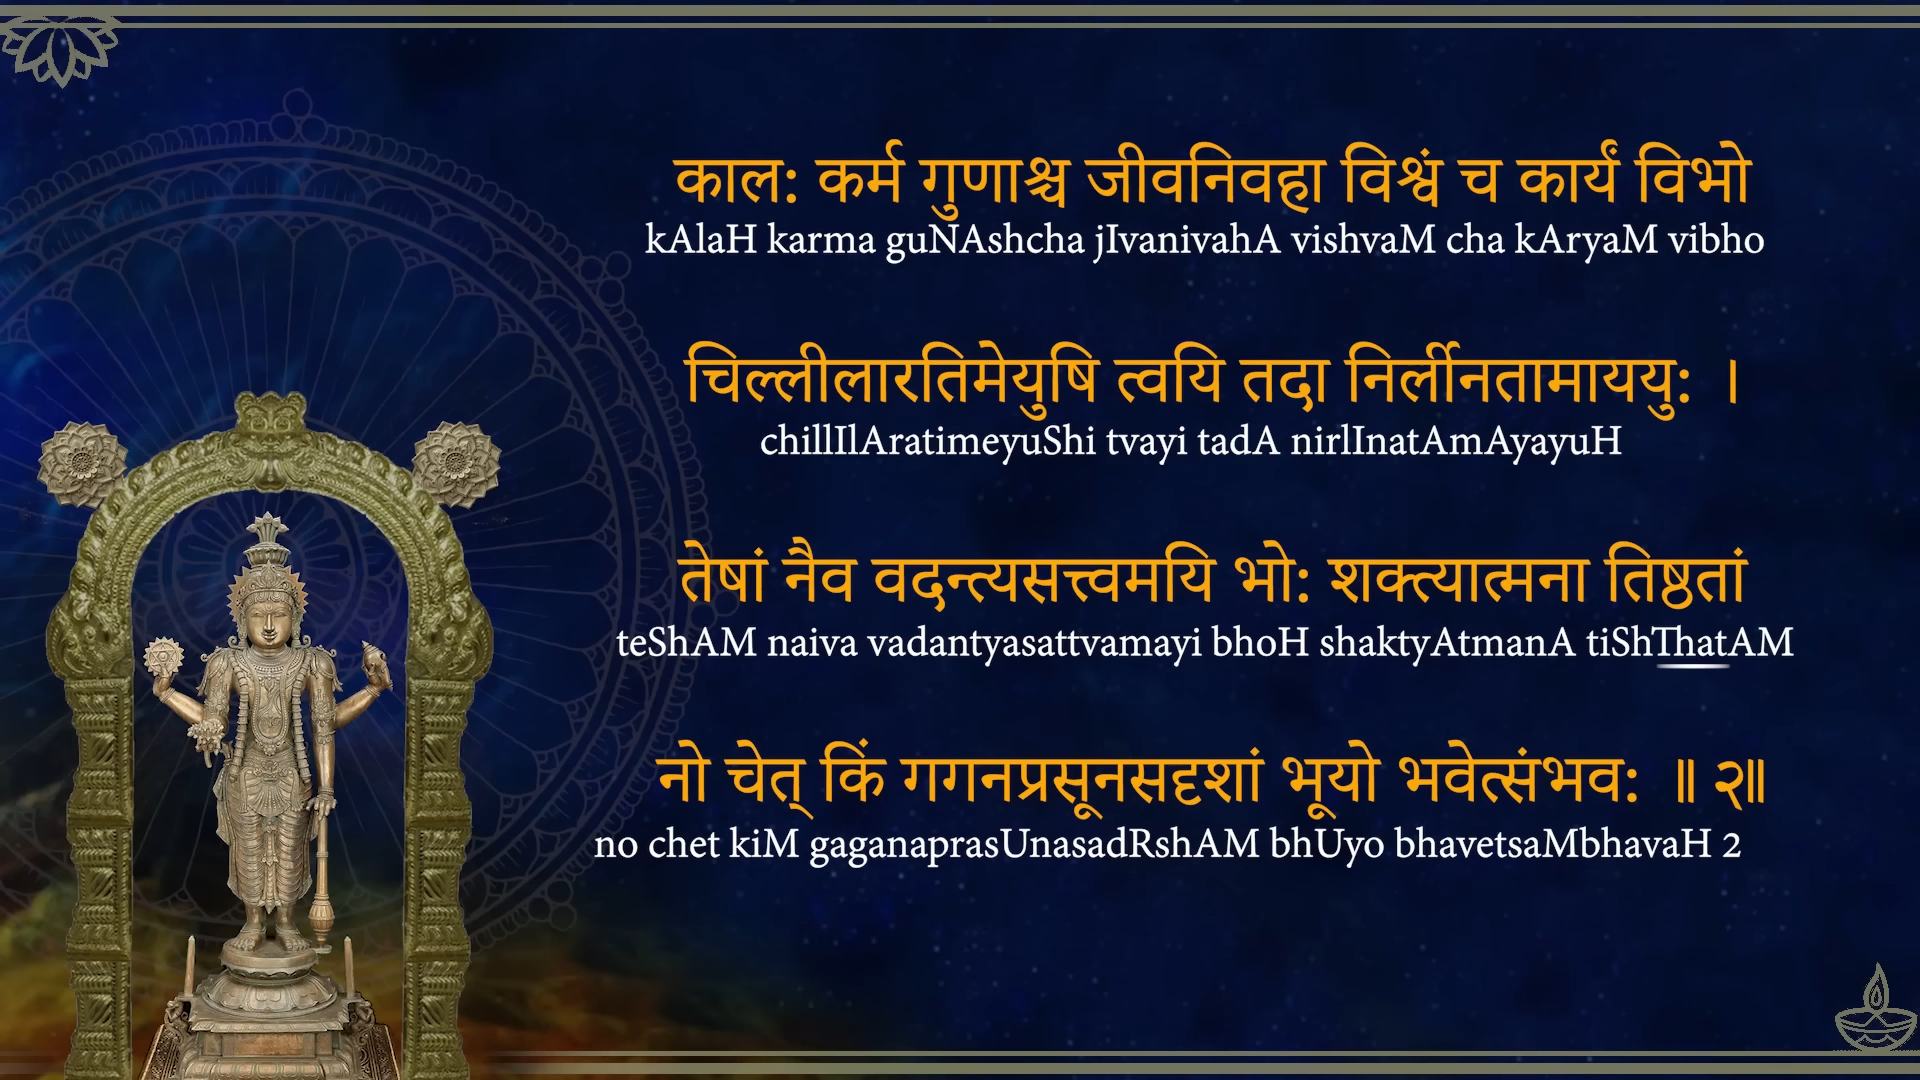 काल: कर्म गुणाश्च जीवनिवहा विश्वं च कार्यं विभो
kAlaH karma guNAshcha jIvanivahA vishvaM cha kAryaM vibho
चिल्लीलारतिमेयुषि त्वयि तदा निर्लीनतामाययु: ।
chillIlAratimeyuShi tvayi tadA nirlInatAmAyayuH
तेषां नैव वदन्त्यसत्त्वमयि भो: शक्त्यात्मना तिष्ठतां
teShAM naiva vadantyasattvamayi bhoH shaktyAtmanA tiShThatAM
नो चेत् किं गगनप्रसूनसदृशां भूयो भवेत्संभव: ॥ २॥
no chet kiM gaganaprasUnasadRshAM bhUyo bhavetsaMbhavaH 2